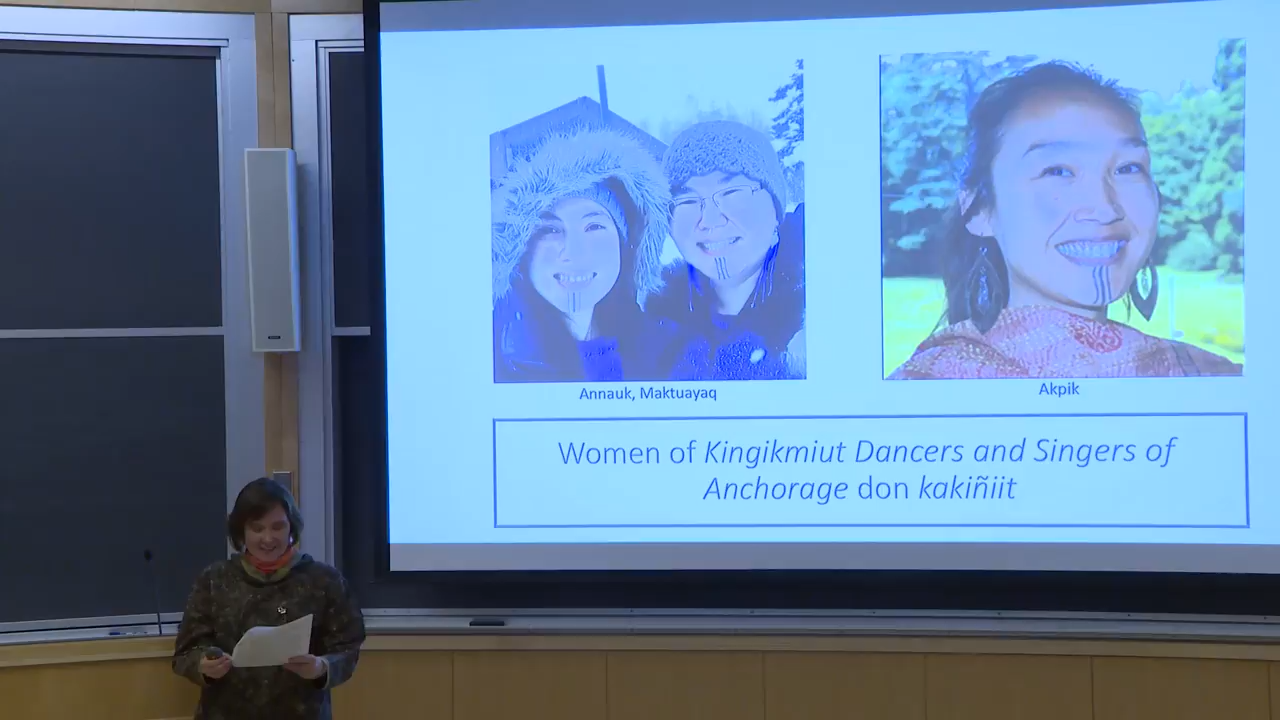 Annauk, Maktuayaq
Akpik
Women of Kingikmiut Dancers and Singers of
Anchorage don kakiñiit